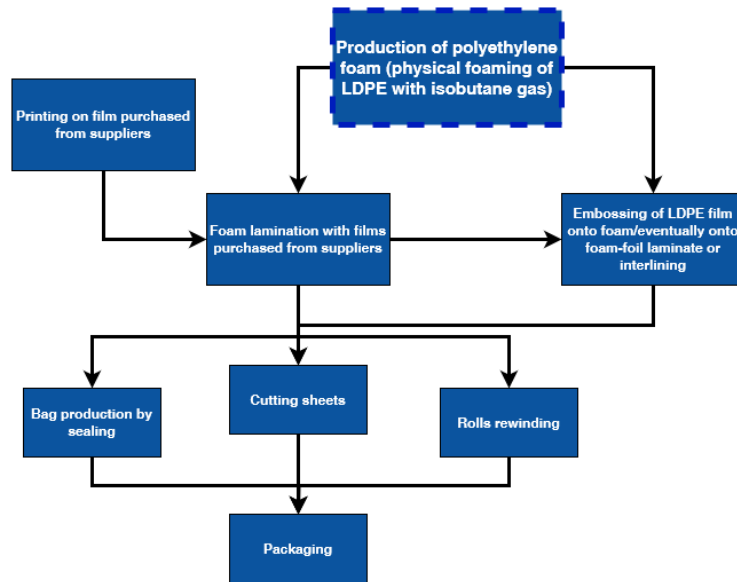 Production of polyethylene
foam (physical foaming of
LDPE with isobutane gas)
Printing on film purchased
from suppliers
Foam lamination with films
purchased from suppliers
Embossing of LDPE film
onto foam/eventually onto
foam-foil laminate or
interlining
Bag production by
sealing
Cutting sheets
Rolls rewinding
Packaging